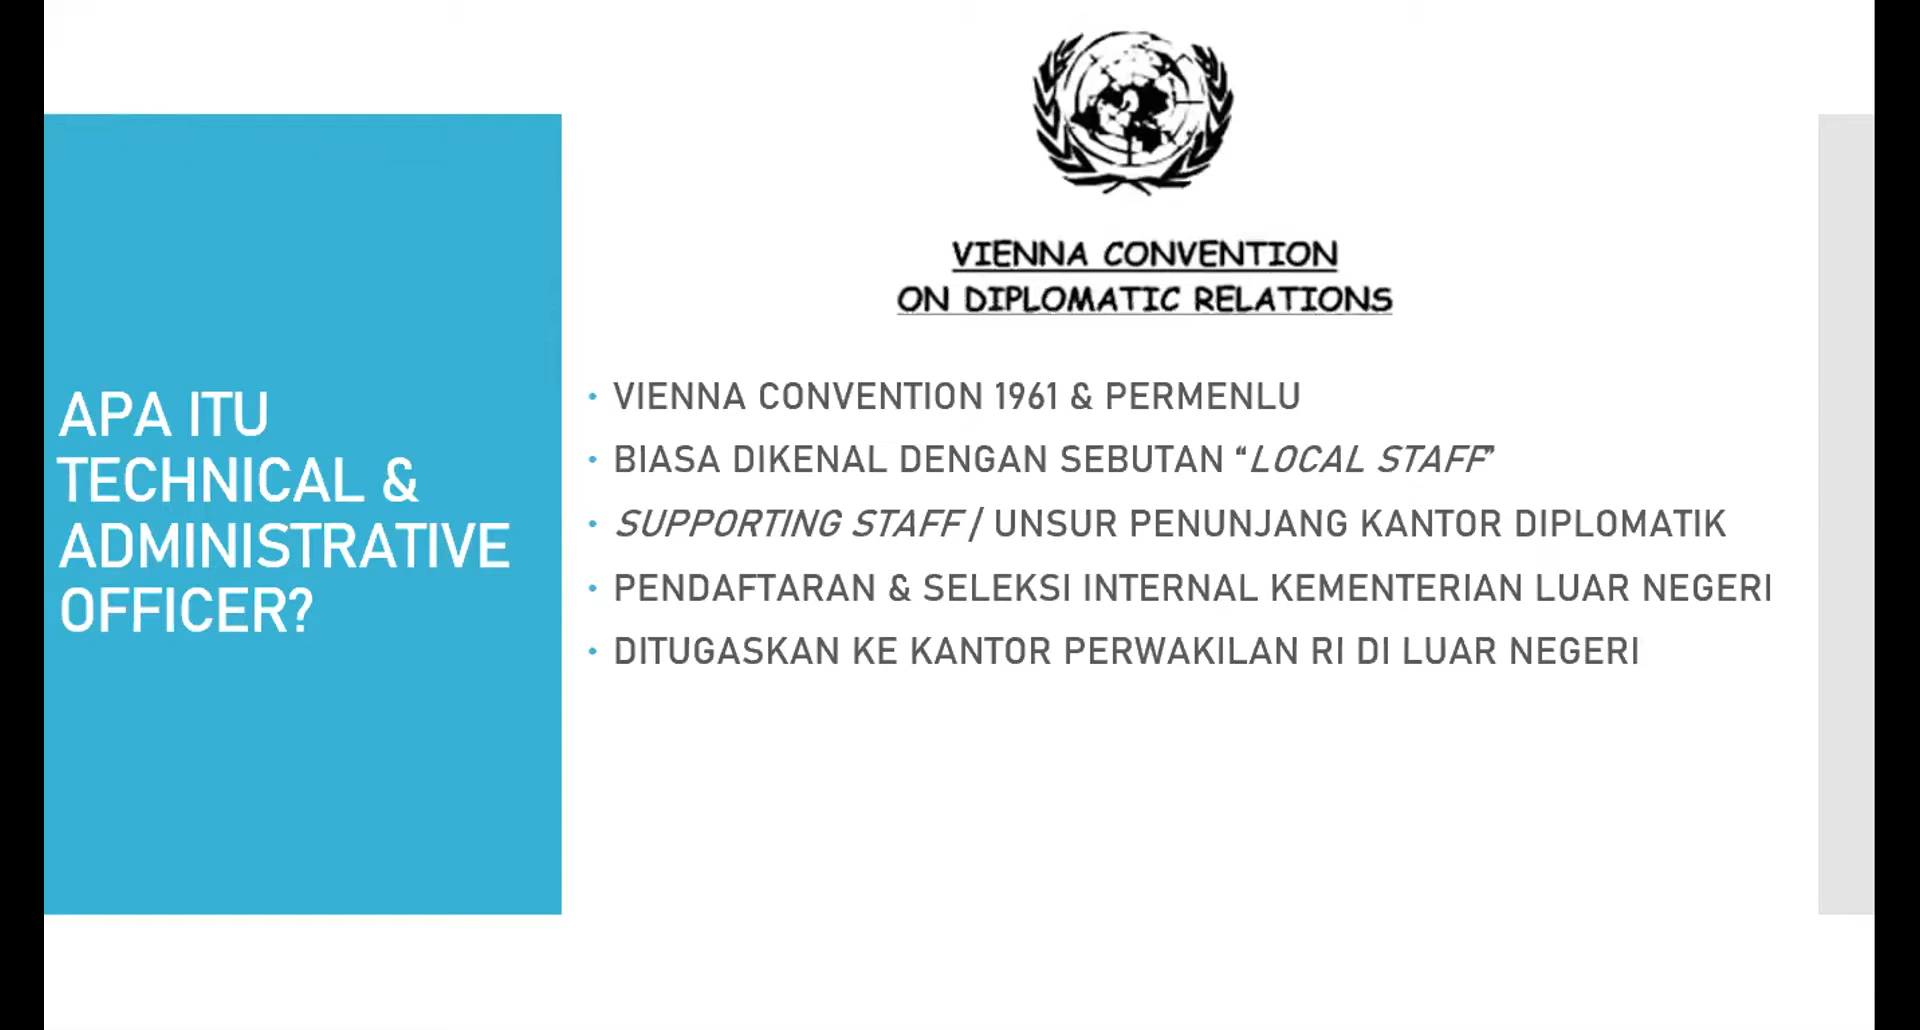 VIENNA CONVENTION
ON DIPLOMATIC RELATIONS
APA ITU
TECHNICAL &
ADMINISTRATIVE
OFFICER?
• VIENNA CONVENTION 1961 & PERMENLU
• BIASA DIKENAL DENGAN SEBUTAN “LOCAL STAFF”
• SUPPORTING STAFF / UNSUR PENUNJANG KANTOR DIPLOMATIK
• PENDAFTARAN & SELEKSI INTERNAL KEMENTERIAN LUAR NEGERI
• DITUGASKAN KE KANTOR PERWAKILAN RI DI LUAR NEGERI